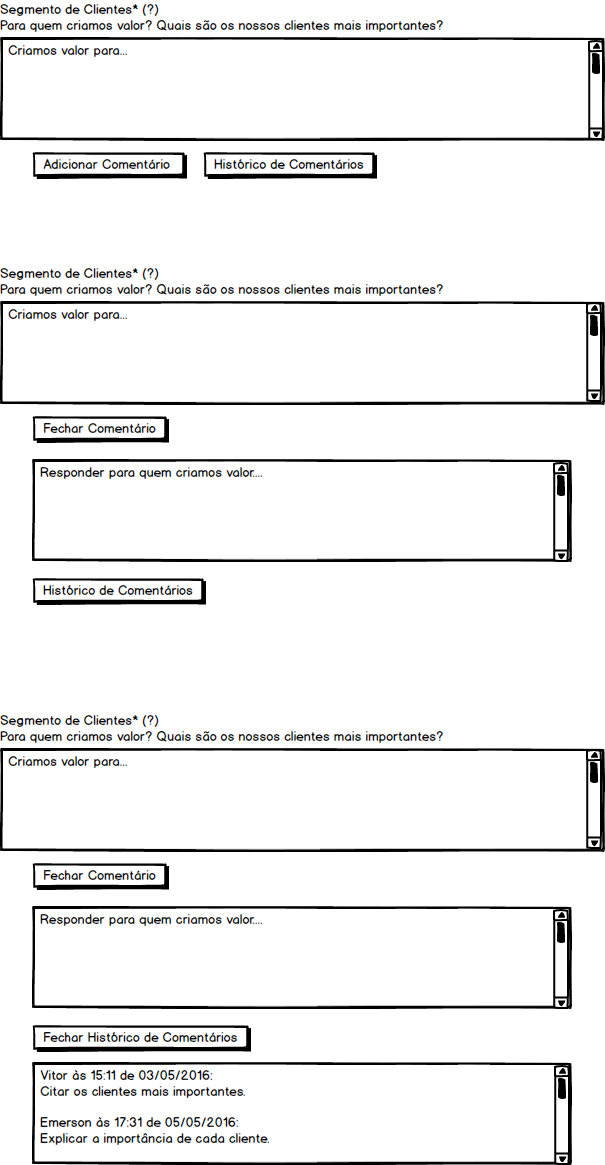 Segmento de Clientes* (?)
Para quem criamos valor? Quais são os nossos clientes mais importantes?
Criamos valor para...
Adicionar Comentário
Histórico de Comentários
Segmento de Clientes* (?)
Para quem criamos valor? Quais são os nossos clientes mais importantes?
Criamos valor para...
Fechar Comentário
Responder para quem criamos valor....
Histórico de Comentários
Segmento de Clientes* (?)
Para quem criamos valor? Quais são os nossos clientes mais importantes?
Criamos valor para...
Fechar Comentário
Responder para quem criamos valor....
Fechar Histórico de Comentários
Vitor às 15:11 de 03/05/2016:
Citar os clientes mais importantes.
Emerson às 17:31 de 05/05/2016:
Explicar a importância de cada cliente.